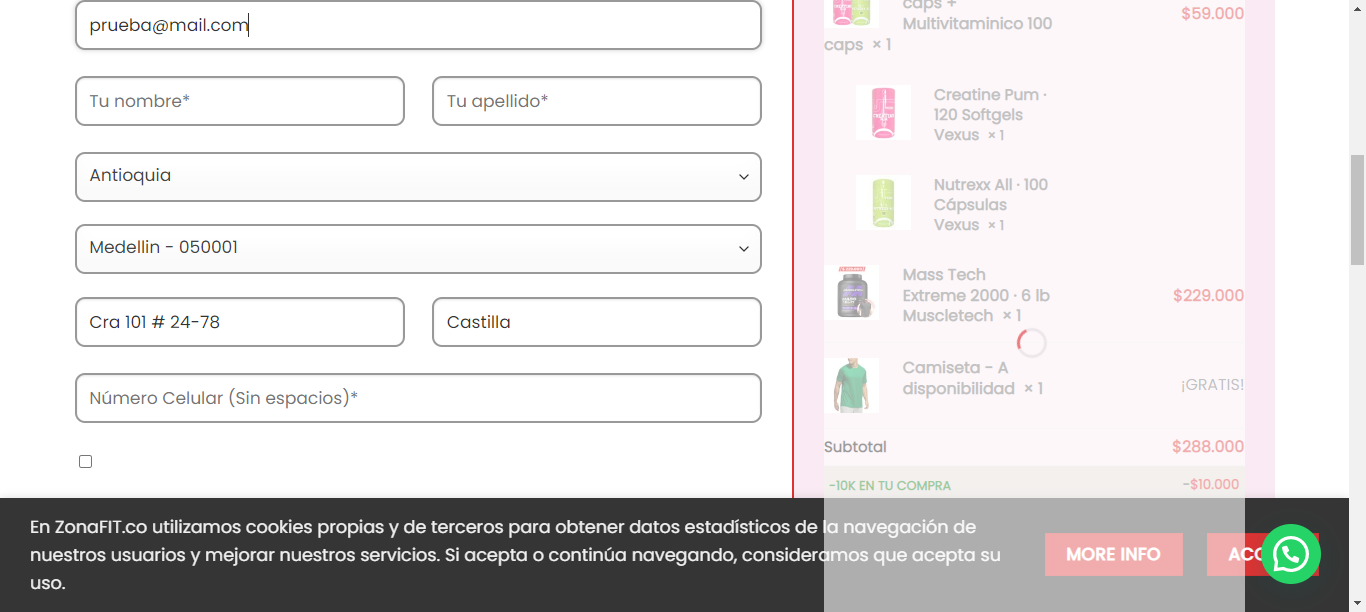 prueba@mail.com
Tu nombre*
Tu apellido*
Antioquia
Medellin - 050001
Cra 101 # 24-78
Castilla
Número Celular (Sin espacios)*
caps +
Multivitaminico 100
caps × 1
$59.000
Creatine Pum ·
120 Softgels
Vexus × 1
Nutrexx All · 100
Cápsulas
Vexus × 1
Mass Tech
Extreme 2000 · 6 lb
Muscletech × 1
$229.000
Camiseta - A
disponibilidad × 1
¡GRATIS!
Subtotal
$288.000
-10K EN TU COMPRA
-$10.000
En ZonaFIT.co utilizamos cookies propias y de terceros para obtener datos estadísticos de la navegación de
nuestros usuarios y mejorar nuestros servicios. Si acepta o continúa navegando, consideramos que acepta su
uso.
MORE INFO